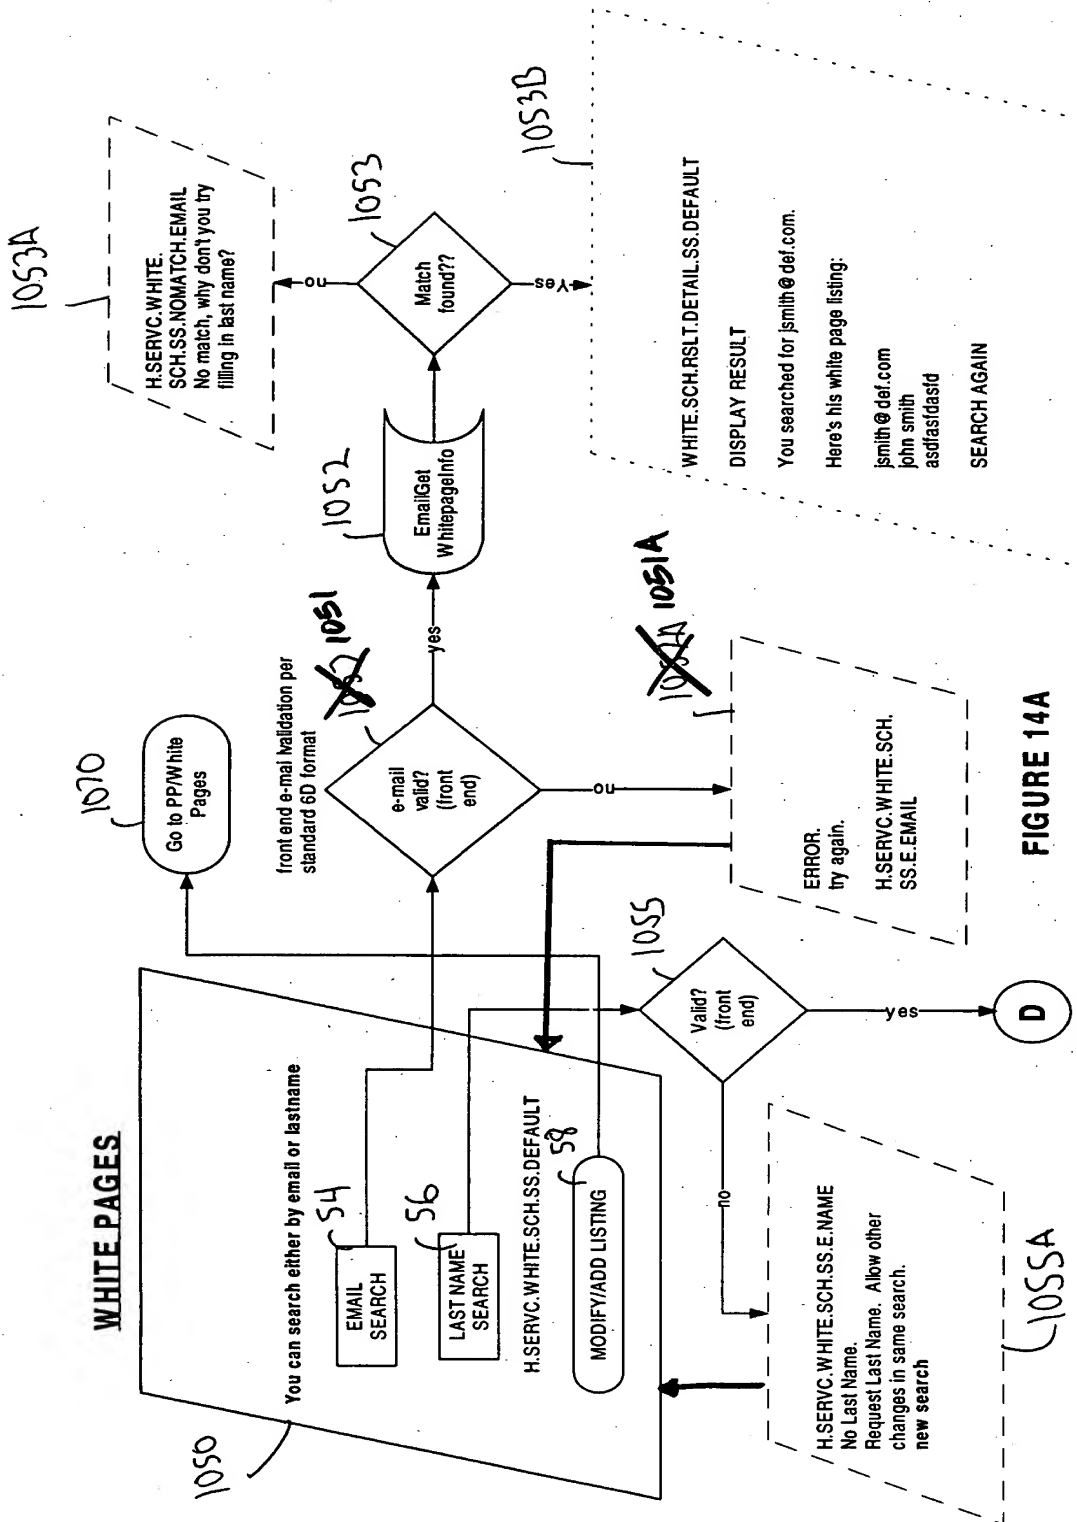 WHITE PAGES
1050
You can search either by email or lastname
EMAIL
SEARCH
54
LAST NAME
SEARCH
56
H.SERVC.WHITE.SCH.SS.DEFAULT
MODIFY/ADD LISTING
58
1070
Go to PP/White
Pages
front end e-mai lvalidation per
standard 6D format
1051
e-mail
valid?
(front
end)
yes
no
1052
EmailGet
WhitepageInfo
1053
Match
found??
no
Yes
1053A
H.SERVC.WHITE.
SCH.SS.NOMATCH.EMAIL
No match, why don't you try
filling in last name?
1053B
WHITE.SCH.RSLT.DETAIL.SS.DEFAULT
DISPLAY RESULT
You searched for jsmith@def.com.
Here's his white page listing:
jsmith@def.com
john smith
asdfasfdasfd
SEARCH AGAIN
1052A 1051A
ERROR.
try again.
H.SERVC.WHITE.SCH.
SS.E.EMAIL
1055
Valid?
(front
end)
no
yes
D
H.SERVC.WHITE.SCH.SS.E.NAME
No Last Name.
Request Last Name. Allow other
changes in same search.
new search
1055A
FIGURE 14A